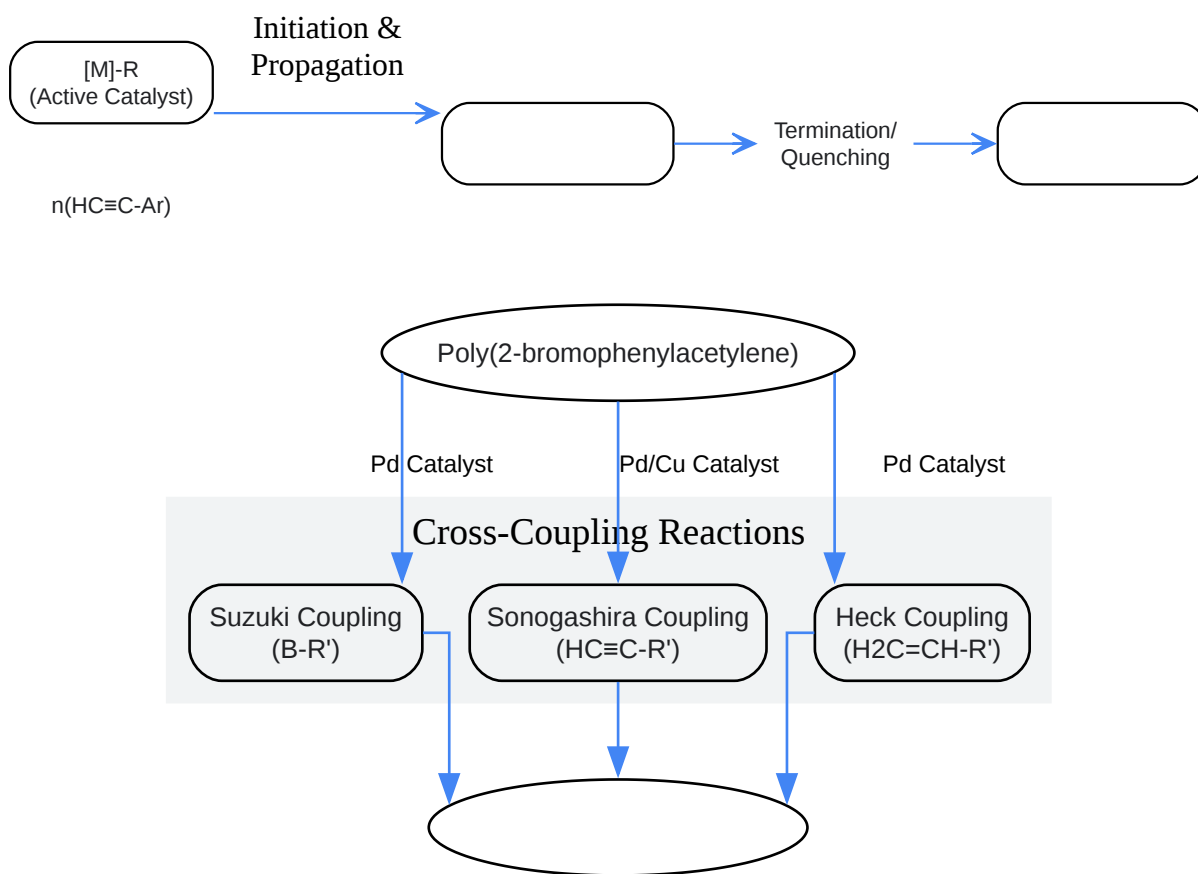 Initiation &
Propagation
[M]-R
(Active Catalyst)
Termination/
Quenching
n(HC≡C-Ar)
Poly(2-bromophenylacetylene)
Pd Catalyst
Pd/Cu Catalyst
Pd Catalyst
Cross-Coupling Reactions
Suzuki Coupling
(B-R')
Sonogashira Coupling
(HC≡C-R')
Heck Coupling
(H2C=CH-R')